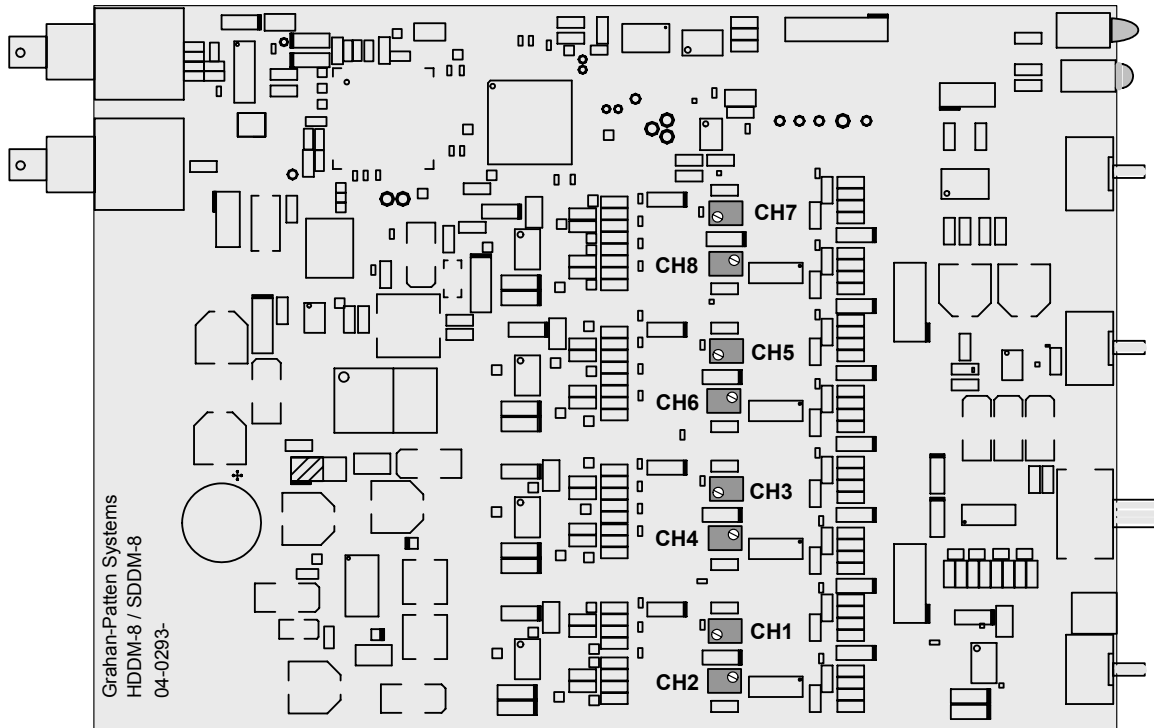 CH7
CH8
CH5
CH6
CH3
CH4
CH1
CH2
Grahan-Patten Systems
HDDM-8 / SDDM-8
04-0293-